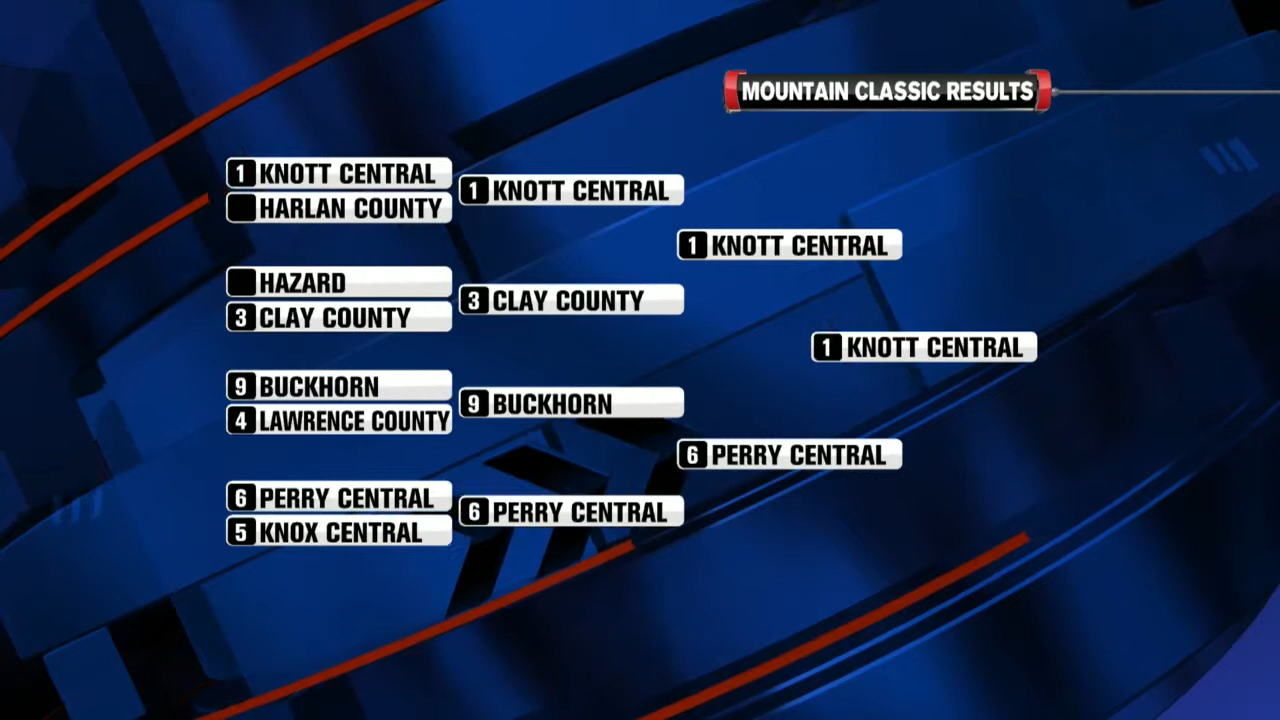 MOUNTAIN CLASSIC RESULTS
1 KNOTT CENTRAL
HARLAN COUNTY
HAZARD
3 CLAY COUNTY
9 BUCKHORN
4 LAWRENCE COUNTY
6 PERRY CENTRAL
5 KNOX CENTRAL
1 KNOTT CENTRAL
3 CLAY COUNTY
9 BUCKHORN
6 PERRY CENTRAL
1 KNOTT CENTRAL
6 PERRY CENTRAL
1 KNOTT CENTRAL